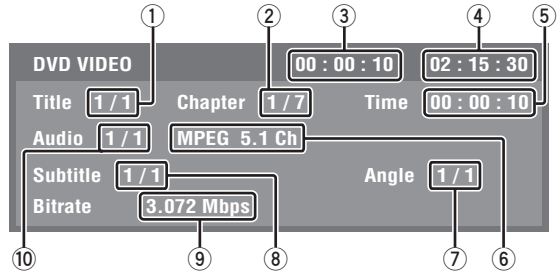 ① ② ③ ④ ⑤
DVD VIDEO 00 : 00 : 10 02 : 15 : 30
Title 1 / 1 Chapter 1 / 7 Time 00 : 00 : 10
Audio 1 / 1 MPEG 5.1 Ch
Subtitle 1 / 1 Angle 1 / 1
Bitrate 3.072 Mbps
⑩ ⑨ ⑧ ⑦ ⑥